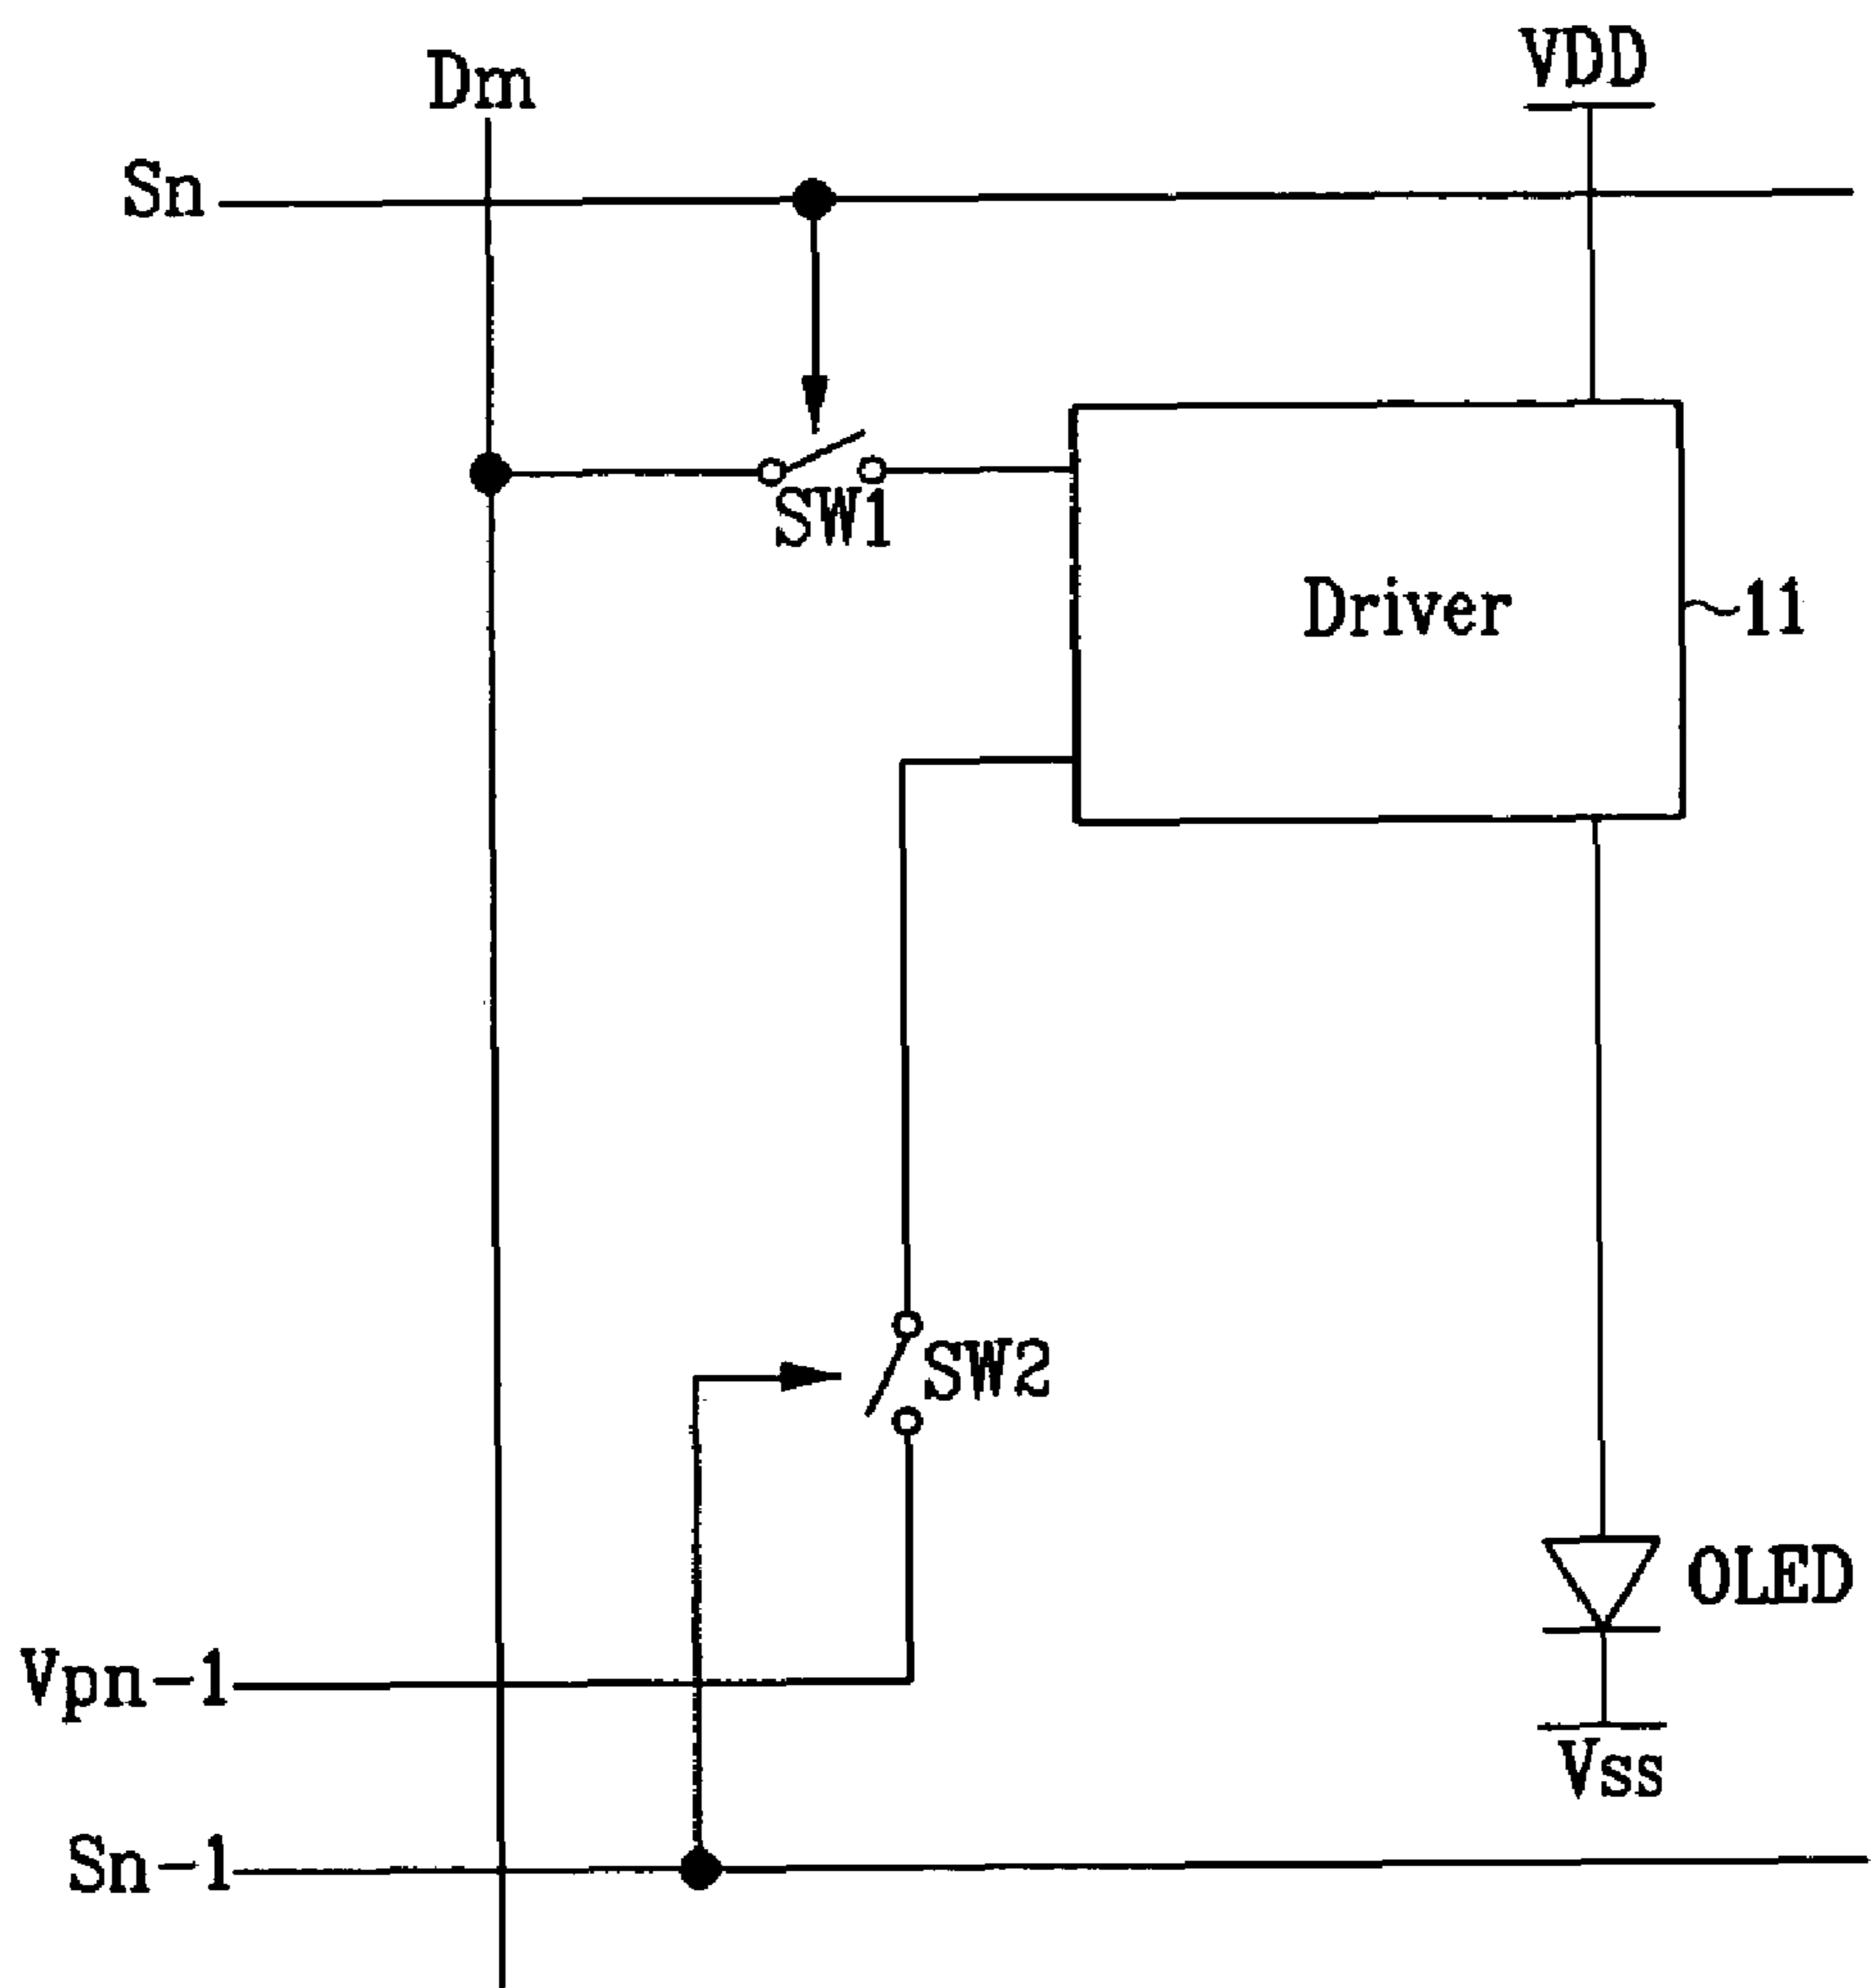 Dm
VDD
Sn
SW1
Driver
11
SW2
OLED
Vpn-1
Vss
Sn-1